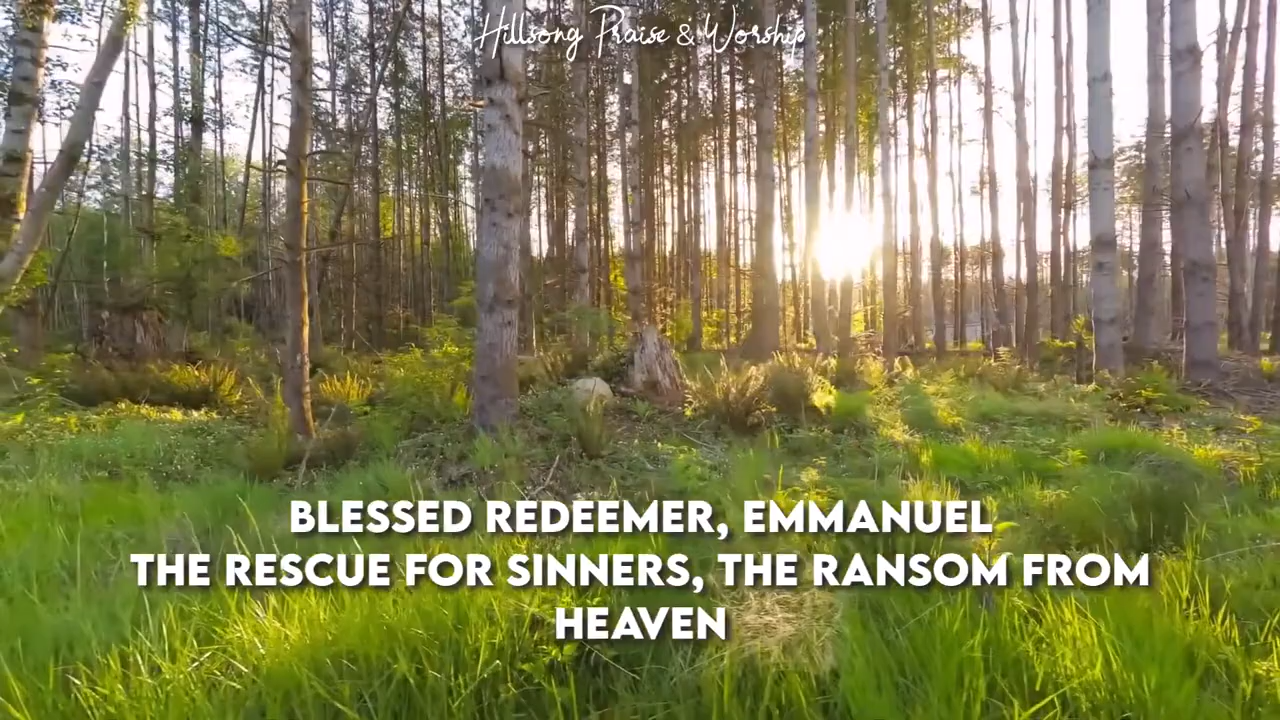 Hillsong Praise & Worship
BLESSED REDEEMER, EMMANUEL
THE RESCUE FOR SINNERS, THE RANSOM FROM
HEAVEN